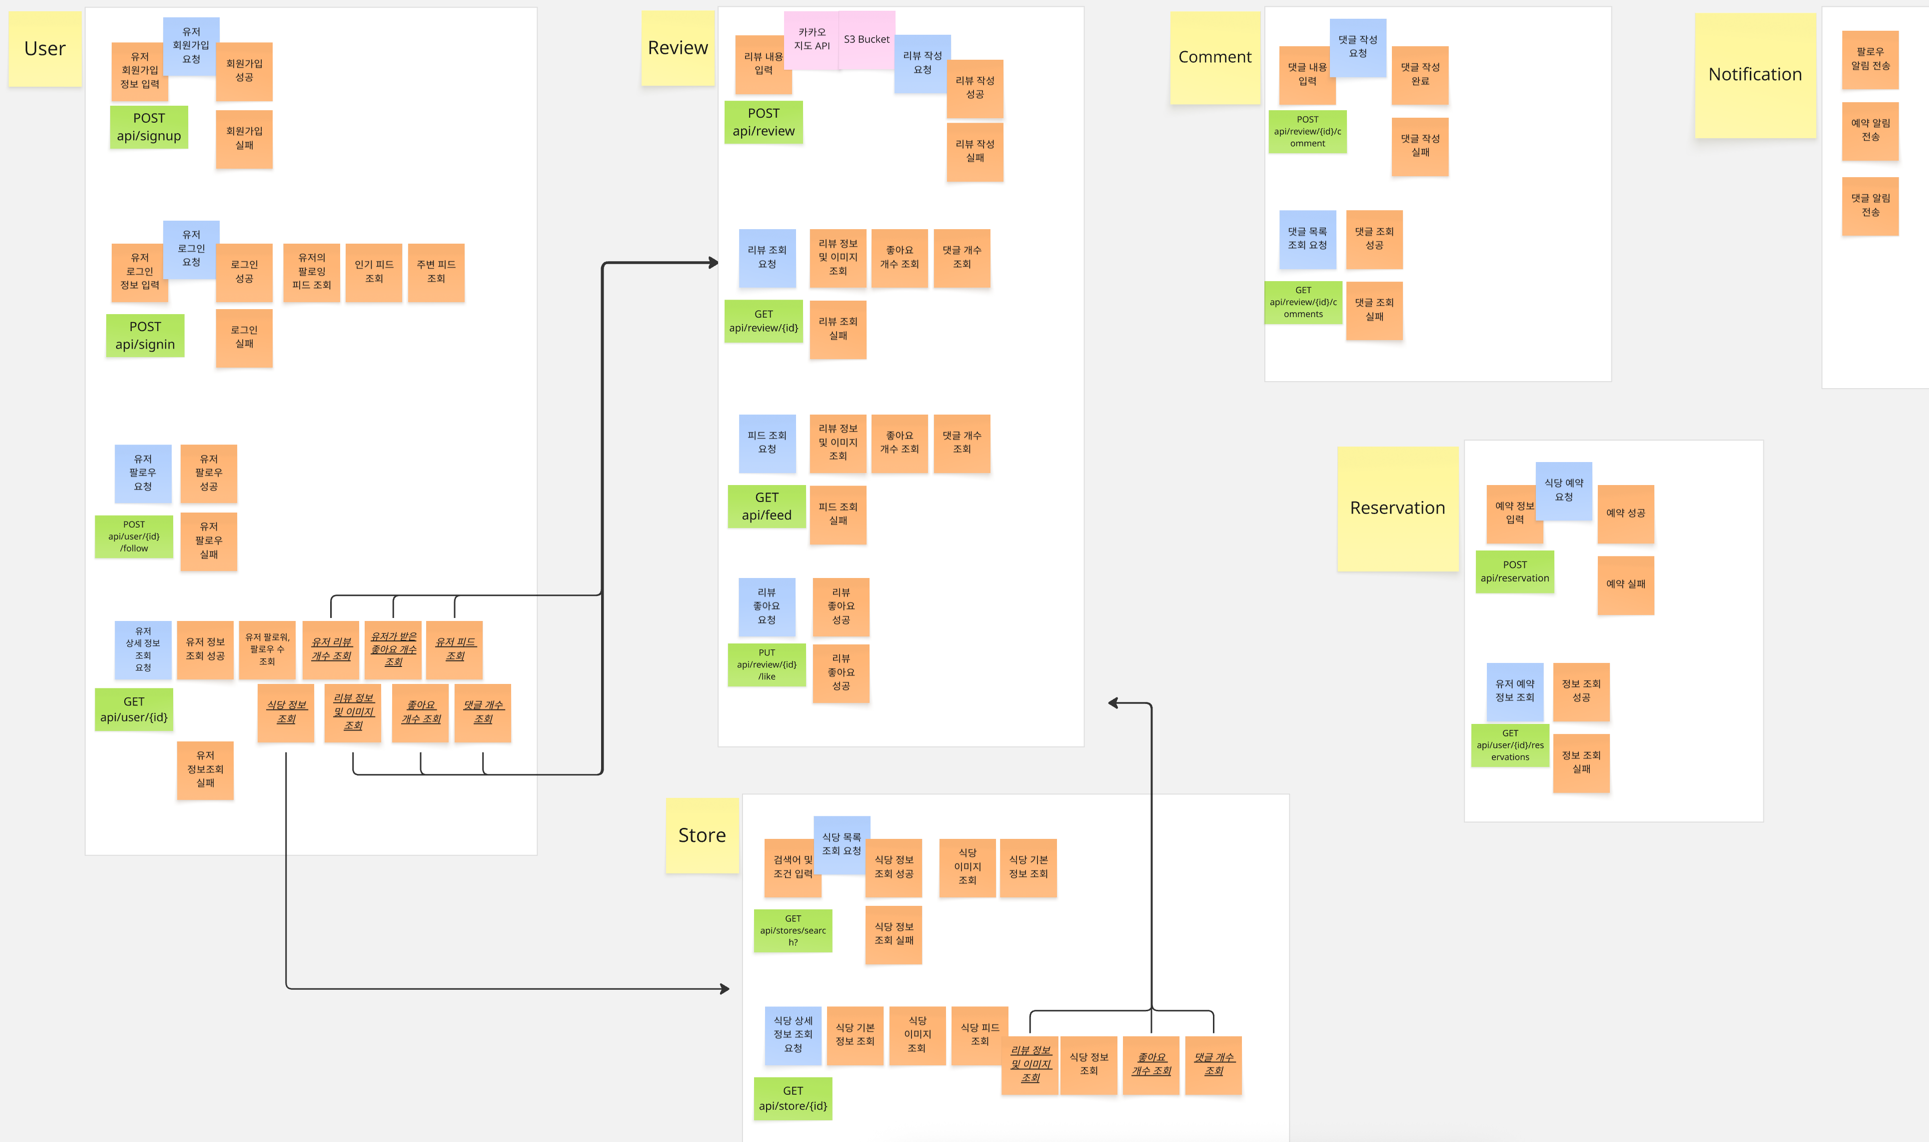 User
유저
회원가입
정보 입력
유저
회원가입
요청
회원가입
성공
POST
api/signup
회원가입
실패
유저
로그인
정보 입력
유저
로그인
요청
로그인
성공
유저의
팔로잉
피드 조회
인기 피드
조회
주변 피드
조회
POST
api/signin
로그인
실패
유저
팔로우
요청
유저
팔로우
성공
POST
api/user/{id}
/follow
유저
팔로우
실패
유저
상세 정보
조회
요청
유저 정보
조회 성공
유저 팔로워,
팔로우 수
조회
유저 리뷰
개수 조회
유저가 받은
좋아요 개수
조회
유저 피드
조회
GET
api/user/{id}
식당 정보
조회
리뷰 정보
및 이미지
조회
좋아요
개수 조회
댓글 개수
조회
유저
정보조회
실패
Review
리뷰 내용
입력
카카오
지도 API
S3 Bucket
리뷰 작성
요청
리뷰 작성
성공
POST
api/review
리뷰 작성
실패
리뷰 조회
요청
리뷰 정보
및 이미지
조회
좋아요
개수 조회
댓글 개수
조회
GET
api/review/{id}
리뷰 조회
실패
피드 조회
요청
리뷰 정보
및 이미지
조회
좋아요
개수 조회
댓글 개수
조회
GET
api/feed
피드 조회
실패
리뷰
좋아요
요청
리뷰
좋아요
성공
PUT
api/review/{id}
/like
리뷰
좋아요
성공
Comment
댓글 내용
입력
댓글 작성
요청
댓글 작성
완료
POST
api/review/{id}/c
omment
댓글 작성
실패
댓글 목록
조회 요청
댓글 조회
성공
GET
api/review/{id}/c
omments
댓글 조회
실패
Notification
팔로우
알림 전송
예약 알림
전송
댓글 알림
전송
Reservation
예약 정보
입력
식당 예약
요청
예약 성공
POST
api/reservation
예약 실패
유저 예약
정보 조회
정보 조회
성공
GET
api/user/{id}/res
ervations
정보 조회
실패
Store
검색어 및
조건 입력
식당 목록
조회 요청
식당 정보
조회 성공
식당
이미지
조회
식당 기본
정보 조회
GET
api/stores/searc
h?
식당 정보
조회 실패
식당 상세
정보 조회
요청
식당 기본
정보 조회
식당
이미지
조회
식당 피드
조회
리뷰 정보
및 이미지
조회
식당 정보
조회
좋아요
개수 조회
댓글 개수
조회
GET
api/store/{id}